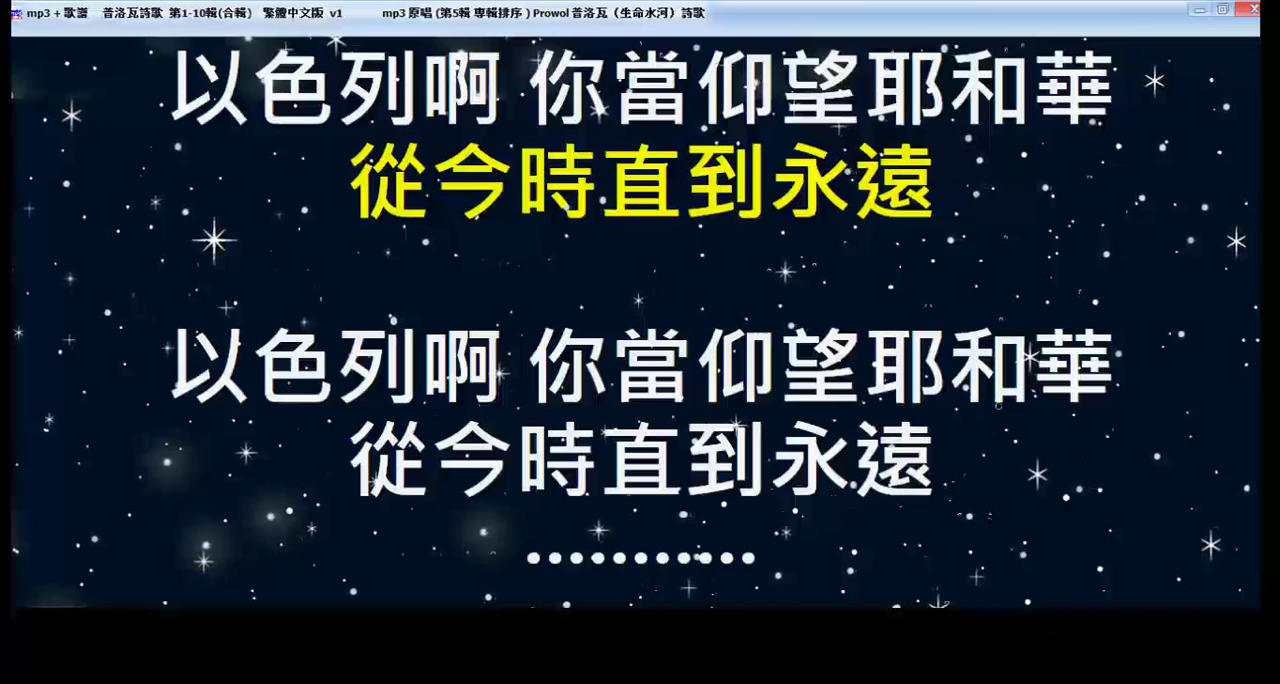 mp3 + 歌譜 普洛瓦詩歌 第1-10輯(合輯) 繁體中文版 v1 mp3 原唱 (第5輯 專輯排序 ) Prowol 普洛瓦（生命水河）詩歌
以色列啊 你當仰望耶和華
從今時直到永遠
以色列啊 你當仰望耶和華
從今時直到永遠
●●●●●●●●●●●